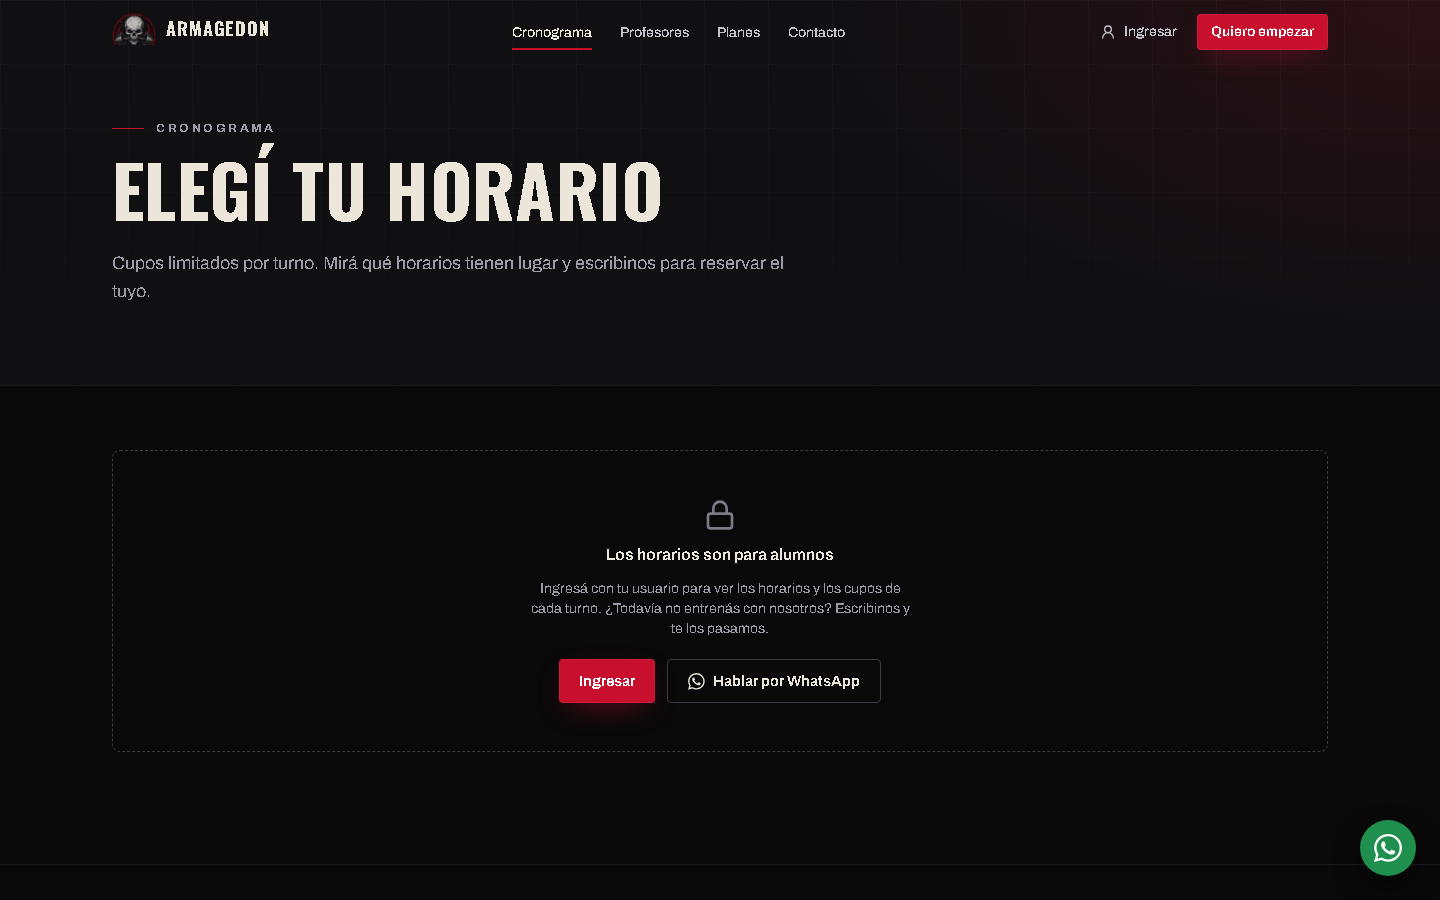 ARMAGEDON
Cronograma
Profesores
Planes
Contacto
Ingresar
Quiero empezar
CRONOGRAMA
ELEGÍ TU HORARIO
Cupos limitados por turno. Mirá qué horarios tienen lugar y escribinos para reservar el
tuyo.
Los horarios son para alumnos
Ingresá con tu usuario para ver los horarios y los cupos de
cada turno. ¿Todavía no entrenás con nosotros? Escribinos y
te los pasamos.
Ingresar
Hablar por WhatsApp